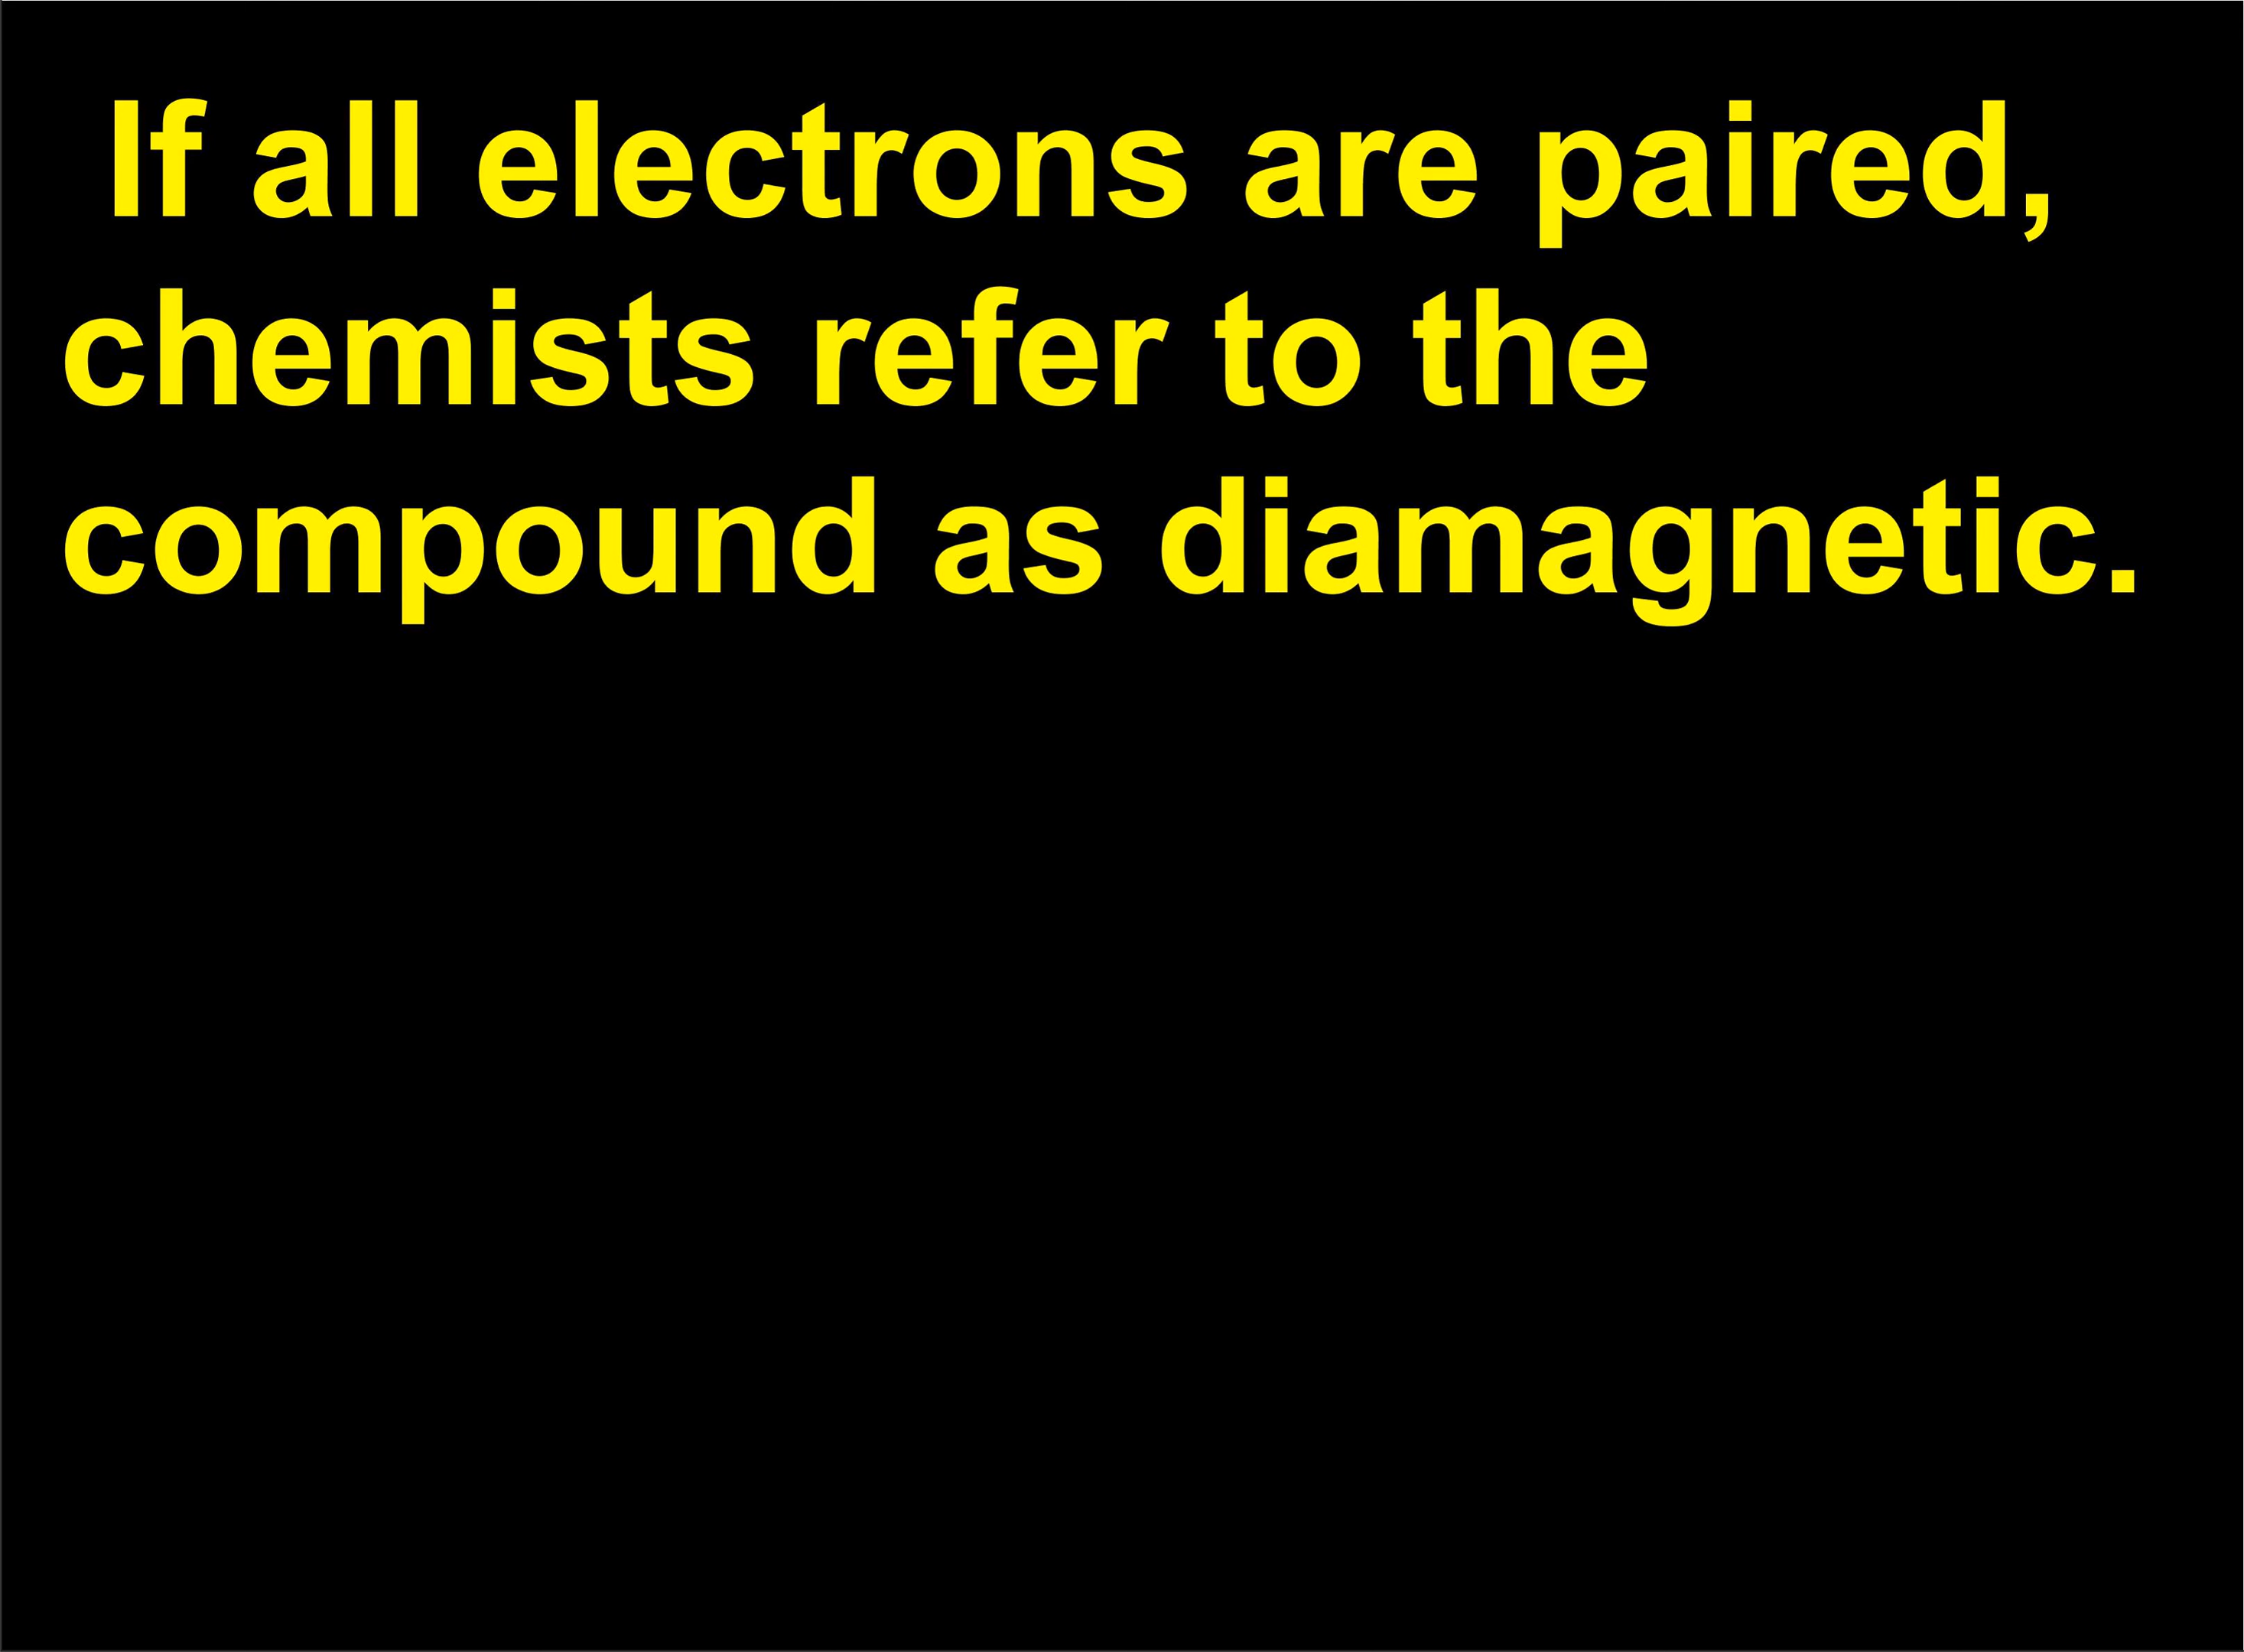 If all electrons are paired,
chemists refer to the
compound as diamagnetic.